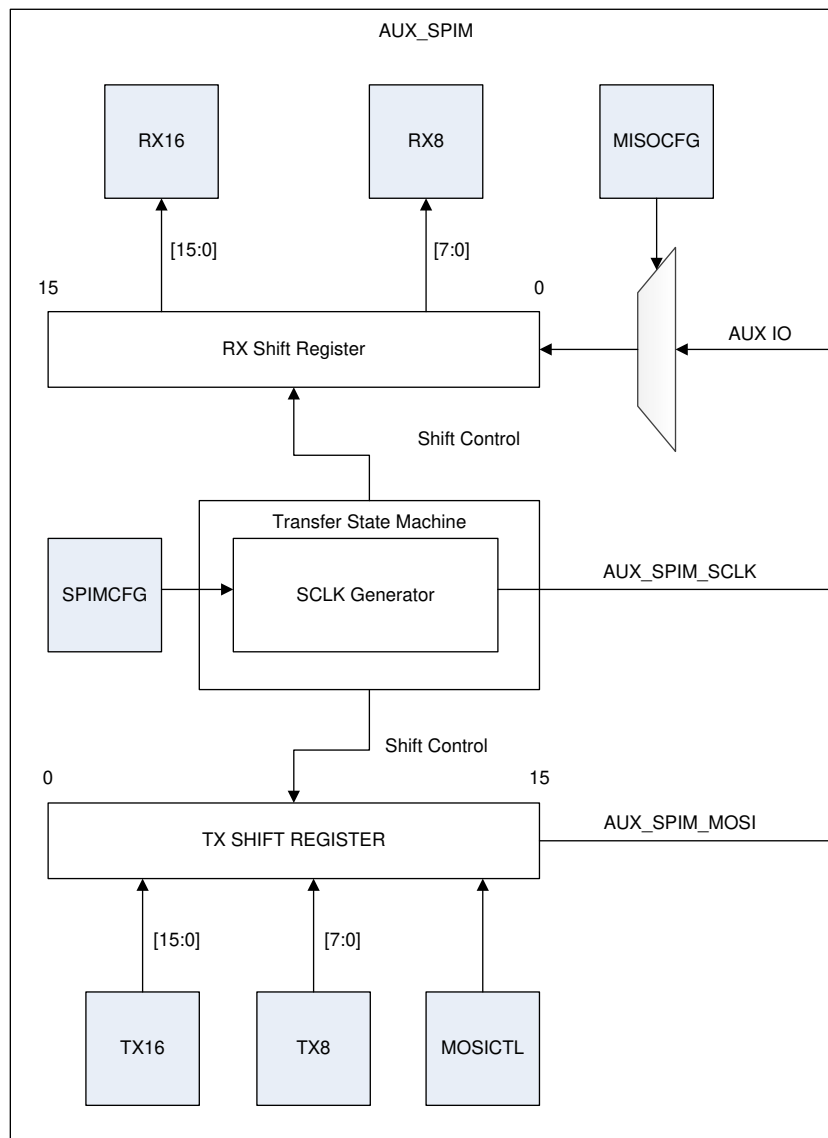 AUX_SPIM
RX16
RX8
MISOCFG
[15:0]
[7:0]
15
0
RX Shift Register
AUX IO
Shift Control
Transfer State Machine
SPIMCFG
SCLK Generator
AUX_SPIM_SCLK
Shift Control
0
15
TX SHIFT REGISTER
AUX_SPIM_MOSI
[15:0]
[7:0]
TX16
TX8
MOSICTL